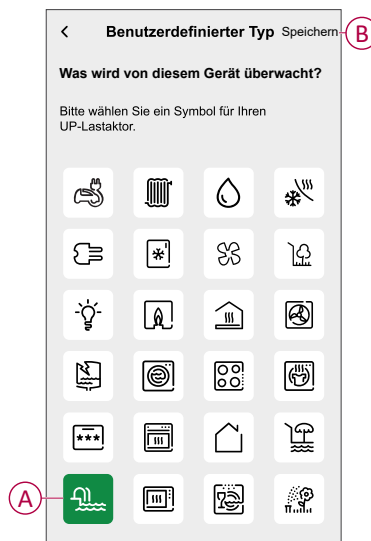 Benutzerdefinierter Typ Speichern B
Was wird von diesem Gerät überwacht?
Bitte wählen Sie ein Symbol für Ihren
UP-Lastaktor.
***
A